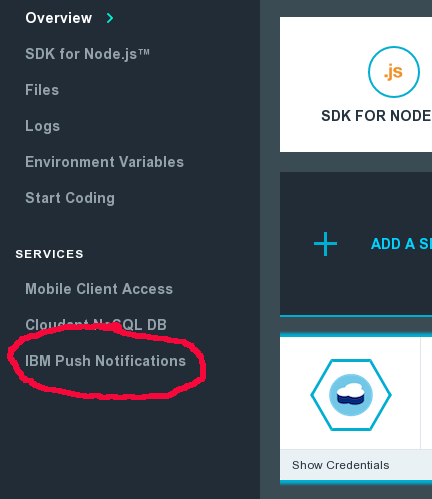 Overview
SDK for Node.js™
Files
Logs
Environment Variables
Start Coding
SERVICES
Mobile Client Access
Cloudant NoSQL DB
IBM Push Notifications
.js
SDK FOR NODE
ADD A SE
Show Credentials